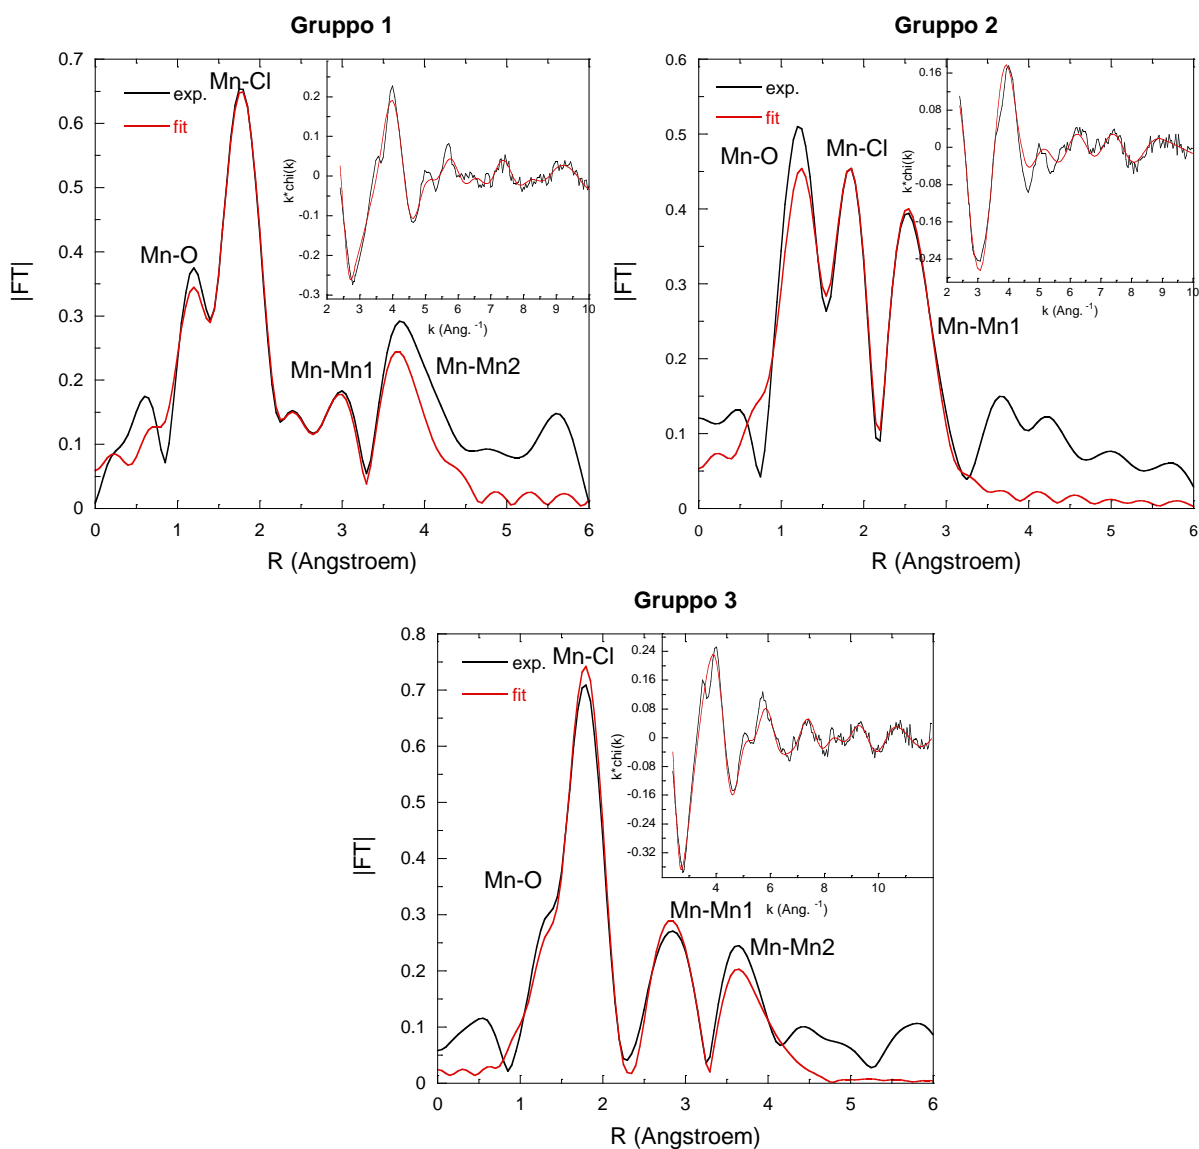 Gruppo 1
0.7
0.6
0.5
0.4
0.3
0.2
0.1
0
|FT|
0 1 2 3 4 5 6
R (Angstroem)
exp.
fit
Mn-Cl
Mn-O
Mn-Mn1
Mn-Mn2
0.2
0.1
0
-0.1
-0.2
-0.3
k*chi(k)
2 3 4 5 6 7 8 9 10
k (Ang. -1)
Gruppo 2
0.6
0.5
0.4
0.3
0.2
0.1
0
|FT|
0 1 2 3 4 5 6
R (Angstroem)
exp.
fit
Mn-O
Mn-Cl
Mn-Mn1
0.16
0.08
0
-0.08
-0.16
-0.24
k*chi(k)
2 3 4 5 6 7 8 9 10
k (Ang. -1)
Gruppo 3
0.8
0.7
0.6
0.5
0.4
0.3
0.2
0.1
0
|FT|
0 1 2 3 4 5 6
R (Angstroem)
exp.
fit
Mn-Cl
Mn-O
Mn-Mn1
Mn-Mn2
0.24
0.16
0.08
0
-0.08
-0.16
-0.24
-0.32
k*chi(k)
4 6 8 10
k (Ang. -1)